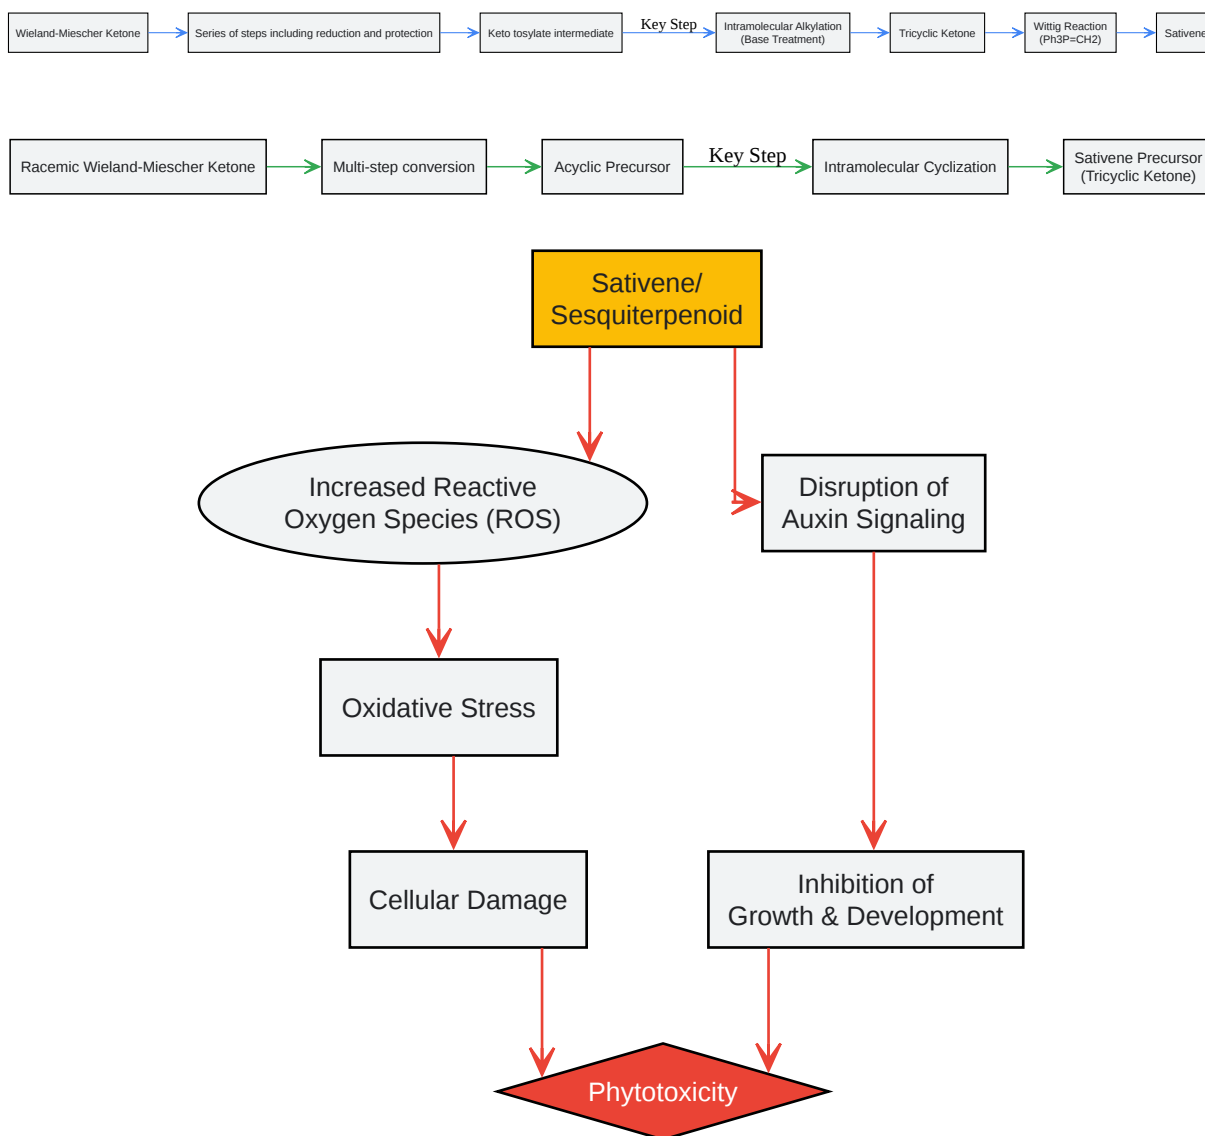 Wieland-Miescher Ketone
Series of steps including reduction and protection
Keto tosylate intermediate
Key Step
Intramolecular Alkylation
(Base Treatment)
Tricyclic Ketone
Wittig Reaction
(Ph3P=CH2)
Sativene
Racemic Wieland-Miescher Ketone
Multi-step conversion
Acyclic Precursor
Key Step
Intramolecular Cyclization
Sativene Precursor
(Tricyclic Ketone)
Sativene/
Sesquiterpenoid
Increased Reactive
Oxygen Species (ROS)
Disruption of
Auxin Signaling
Oxidative Stress
Cellular Damage
Inhibition of
Growth & Development
Phytotoxicity